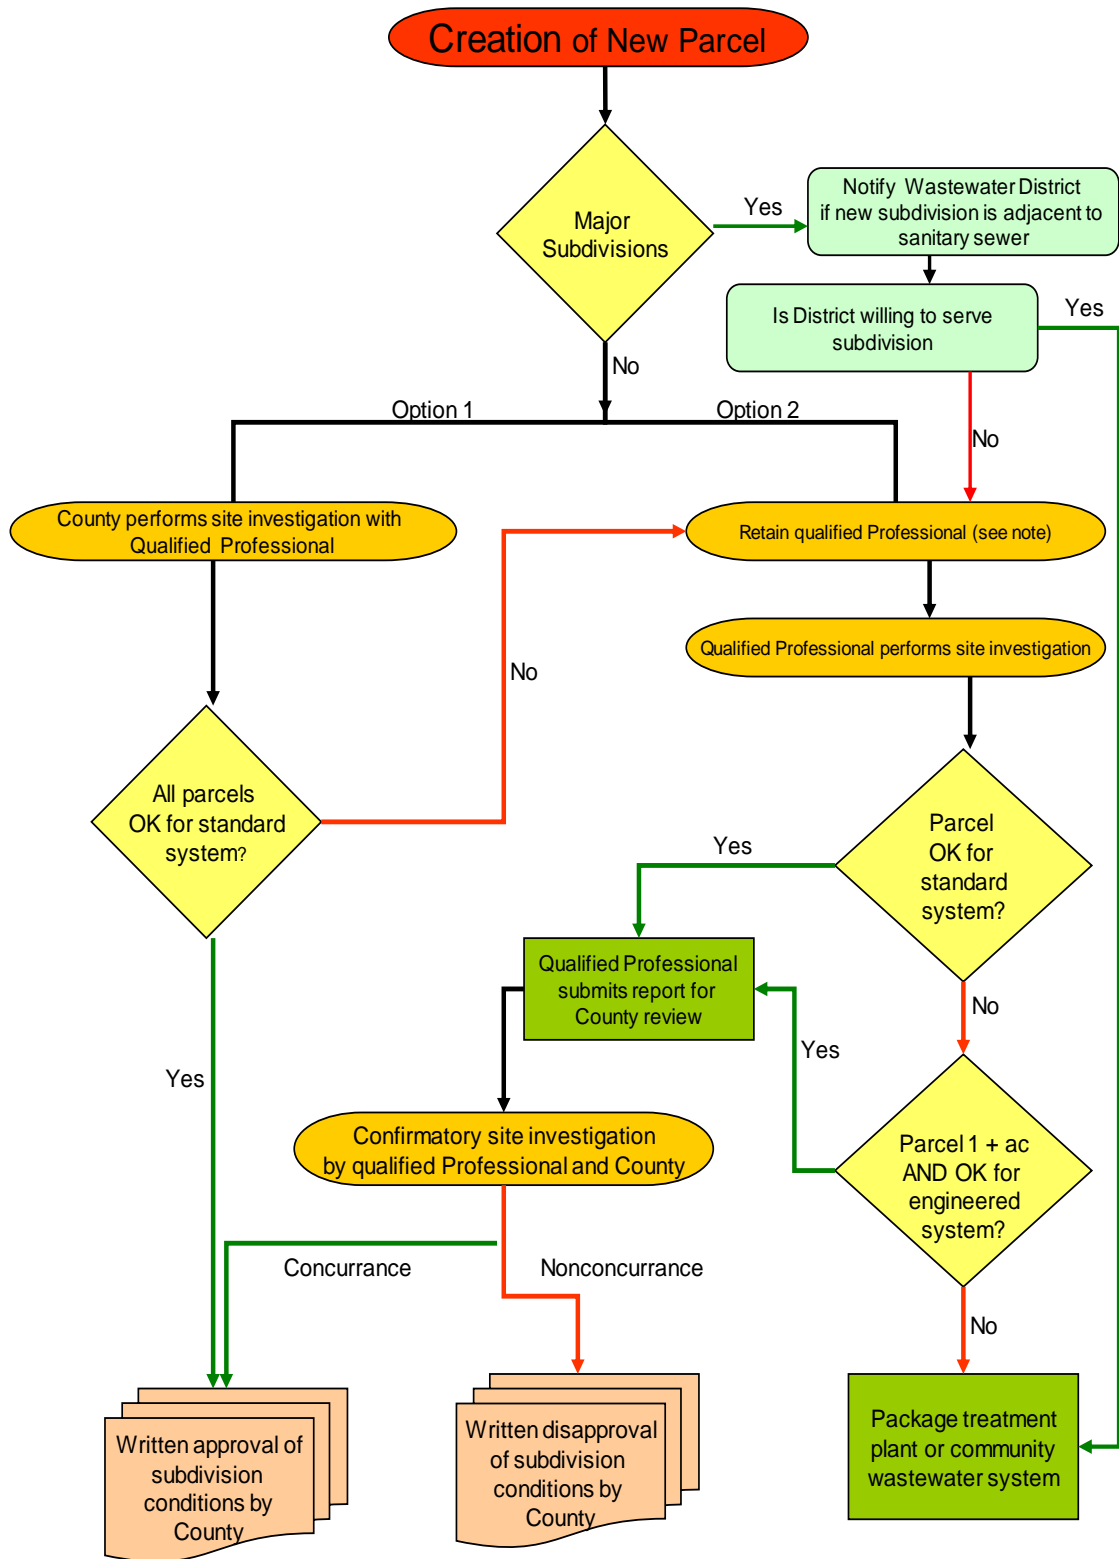 Creation of New Parcel
Major
Subdivisions
Yes
Notify Wastewater District
if new subdivision is adjacent to
sanitary sewer
Is District willing to serve
subdivision
Yes
No
No
Option 1
Option 2
County performs site investigation with
Qualified Professional
Retain qualified Professional (see note)
Qualified Professional performs site investigation
No
All parcels
OK for standard
system?
Parcel
OK for
standard
system?
Yes
Qualified Professional
submits report for
County review
No
Yes
Yes
Confirmatory site investigation
by qualified Professional and County
Parcel 1 + ac
AND OK for
engineered
system?
Concurrance
Nonconcurrance
No
Written approval of
subdivision
conditions by
County
Written disapproval
of subdivision
conditions by
County
Package treatment
plant or community
wastewater system